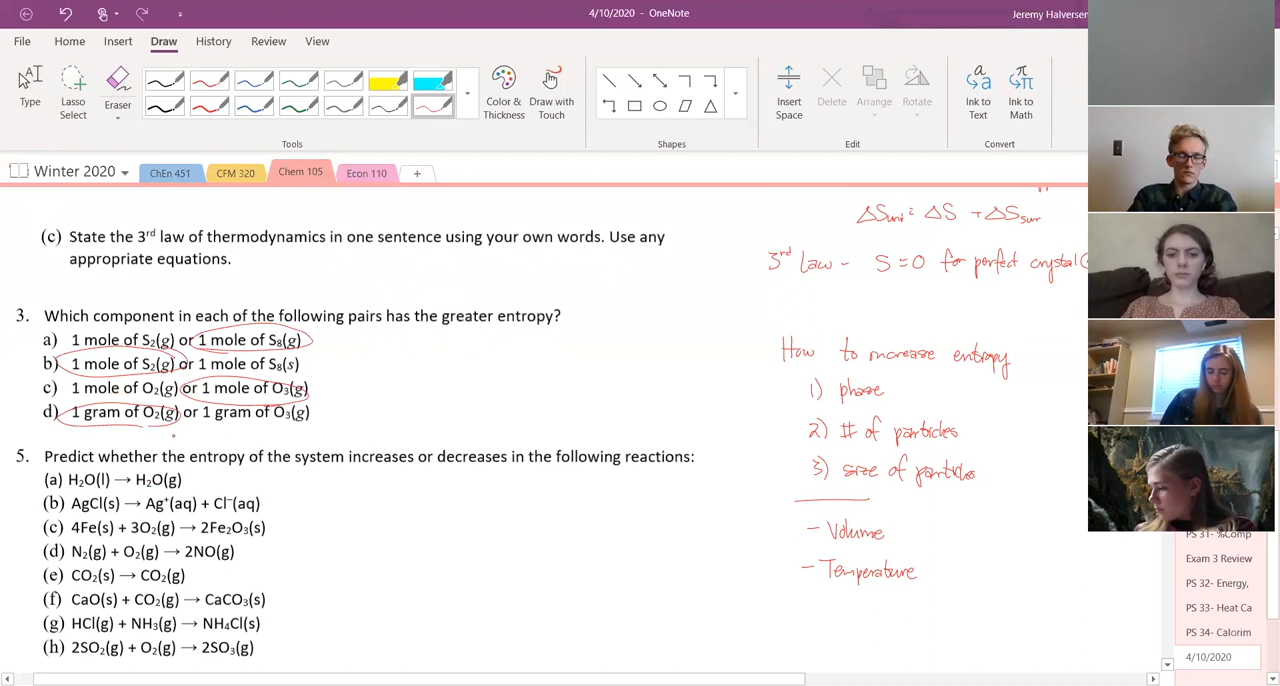 4/10/2020 - OneNote
Jeremy Halversen
File Home Insert Draw History Review View
Type
Lasso Select
Eraser
Color & Thickness
Draw with Touch
Insert Space
Delete
Arrange
Rotate
Ink to Text
Ink to Math
Tools
Shapes
Edit
Convert
Winter 2020
ChEn 451
CFM 320
Chem 105
Econ 110
+
(c) State the 3rd law of thermodynamics in one sentence using your own words. Use any
appropriate equations.
3. Which component in each of the following pairs has the greater entropy?
a) 1 mole of S₂(g) or 1 mole of S₈(g)
b) 1 mole of S₂(g) or 1 mole of S₈(s)
c) 1 mole of O₂(g) or 1 mole of O₃(g)
d) 1 gram of O₂(g) or 1 gram of O₃(g)
5. Predict whether the entropy of the system increases or decreases in the following reactions:
(a) H₂O(l) → H₂O(g)
(b) AgCl(s) → Ag⁺(aq) + Cl⁻(aq)
(c) 4Fe(s) + 3O₂(g) → 2Fe₂O₃(s)
(d) N₂(g) + O₂(g) → 2NO(g)
(e) CO₂(s) → CO₂(g)
(f) CaO(s) + CO₂(g) → CaCO₃(s)
(g) HCl(g) + NH₃(g) → NH₄Cl(s)
(h) 2SO₂(g) + O₂(g) → 2SO₃(g)
ΔSuni = ΔS + ΔSsurr
3rd Law - S = 0 for perfect crystal
How to increase entropy
1) phase
2) # of particles
3) size of particles
- Volume
- Temperature
PS 31- %Comp
Exam 3 Review
PS 32- Energy,
PS 33- Heat Ca
PS 34- Calorim
4/10/2020